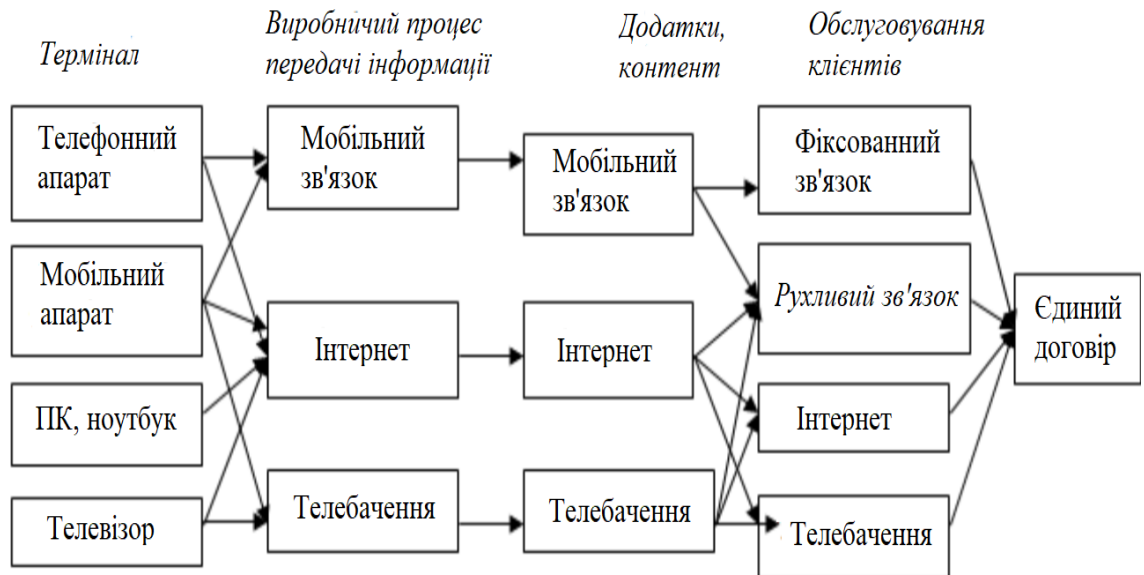 Термінал
Виробничий процес
передачі інформації
Додатки,
контент
Обслуговування
клієнтів
Телефонний
апарат
Мобільний
апарат
ПК, ноутбук
Телевізор
Мобільний
зв'язок
Інтернет
Телебачення
Мобільний
зв'язок
Інтернет
Телебачення
Фіксованний
зв'язок
Рухливий зв'язок
Інтернет
Телебачення
Єдиний
договір